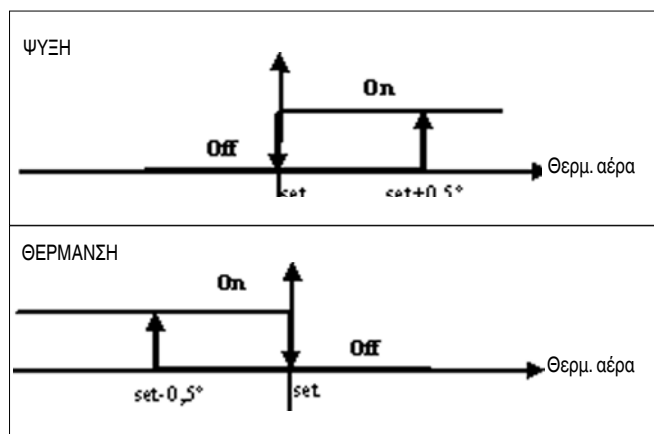 ΨΥΞΗ
On
Off
Θερμ. αέρα
set
set+0,5°
ΘΕΡΜΑΝΣΗ
On
Off
Θερμ. αέρα
set-0,5°
set